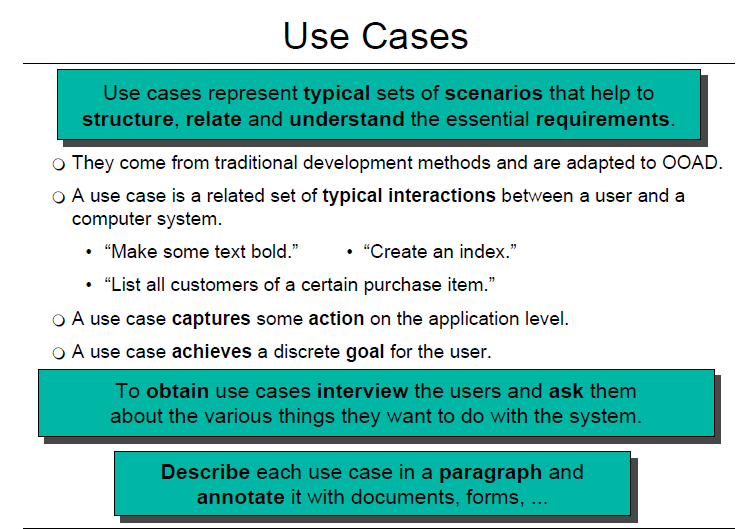 Use Cases
Use cases represent typical sets of scenarios that help to
structure, relate and understand the essential requirements.
They come from traditional development methods and are adapted to OOAD.
A use case is a related set of typical interactions between a user and a
computer system.
• “Make some text bold.” • “Create an index.”
• “List all customers of a certain purchase item.”
A use case captures some action on the application level.
A use case achieves a discrete goal for the user.
To obtain use cases interview the users and ask them
about the various things they want to do with the system.
Describe each use case in a paragraph and
annotate it with documents, forms, ...